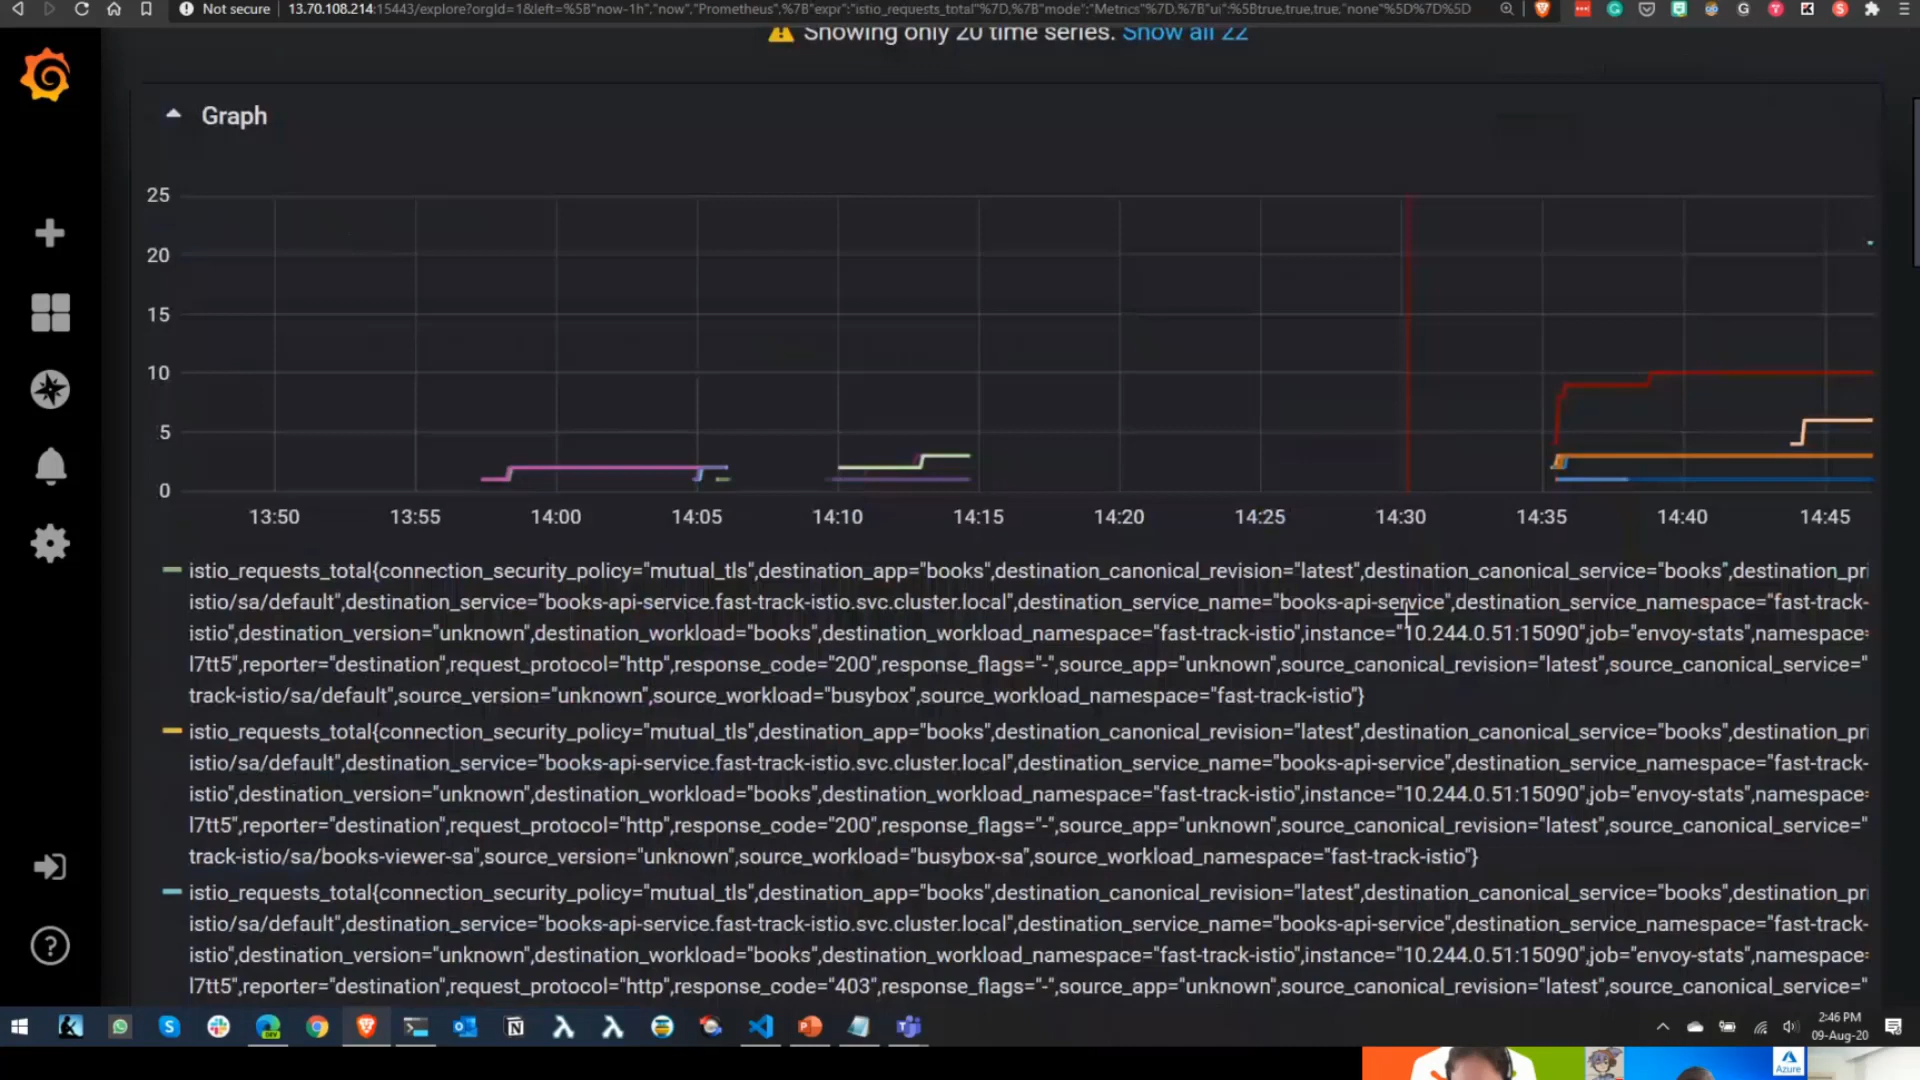 Not secure
13.70.108.214:15443/explore?orgId=1&left=%5B"now-1h","now","Prometheus",%7B"expr":"istio_requests_total"%7D,%7B"mode":"Metrics"%7D,%7B"ui":%5Btrue,true,true,"none"%5D%7D%5D
Showing only 20 time series. Show all 22
Graph
25
20
15
10
5
0
13:50 13:55 14:00 14:05 14:10 14:15 14:20 14:25 14:30 14:35 14:40 14:45
istio_requests_total{connection_security_policy="mutual_tls",destination_app="books",destination_canonical_revision="latest",destination_canonical_service="books",destination_pri
istio/sa/default",destination_service="books-api-service.fast-track-istio.svc.cluster.local",destination_service_name="books-api-service",destination_service_namespace="fast-track-
istio",destination_version="unknown",destination_workload="books",destination_workload_namespace="fast-track-istio",instance="10.244.0.51:15090",job="envoy-stats",namespace=
l7tt5",reporter="destination",request_protocol="http",response_code="200",response_flags="-",source_app="unknown",source_canonical_revision="latest",source_canonical_service="
track-istio/sa/default",source_version="unknown",source_workload="busybox",source_workload_namespace="fast-track-istio"}
istio_requests_total{connection_security_policy="mutual_tls",destination_app="books",destination_canonical_revision="latest",destination_canonical_service="books",destination_pri
istio/sa/default",destination_service="books-api-service.fast-track-istio.svc.cluster.local",destination_service_name="books-api-service",destination_service_namespace="fast-track-
istio",destination_version="unknown",destination_workload="books",destination_workload_namespace="fast-track-istio",instance="10.244.0.51:15090",job="envoy-stats",namespace=
l7tt5",reporter="destination",request_protocol="http",response_code="200",response_flags="-",source_app="unknown",source_canonical_revision="latest",source_canonical_service="
track-istio/sa/books-viewer-sa",source_version="unknown",source_workload="busybox-sa",source_workload_namespace="fast-track-istio"}
istio_requests_total{connection_security_policy="mutual_tls",destination_app="books",destination_canonical_revision="latest",destination_canonical_service="books",destination_pri
istio/sa/default",destination_service="books-api-service.fast-track-istio.svc.cluster.local",destination_service_name="books-api-service",destination_service_namespace="fast-track-
istio",destination_version="unknown",destination_workload="books",destination_workload_namespace="fast-track-istio",instance="10.244.0.51:15090",job="envoy-stats",namespace=
l7tt5",reporter="destination",request_protocol="http",response_code="403",response_flags="-",source_app="unknown",source_canonical_revision="latest",source_canonical_service="
2:46 PM
09-Aug-20
Azure